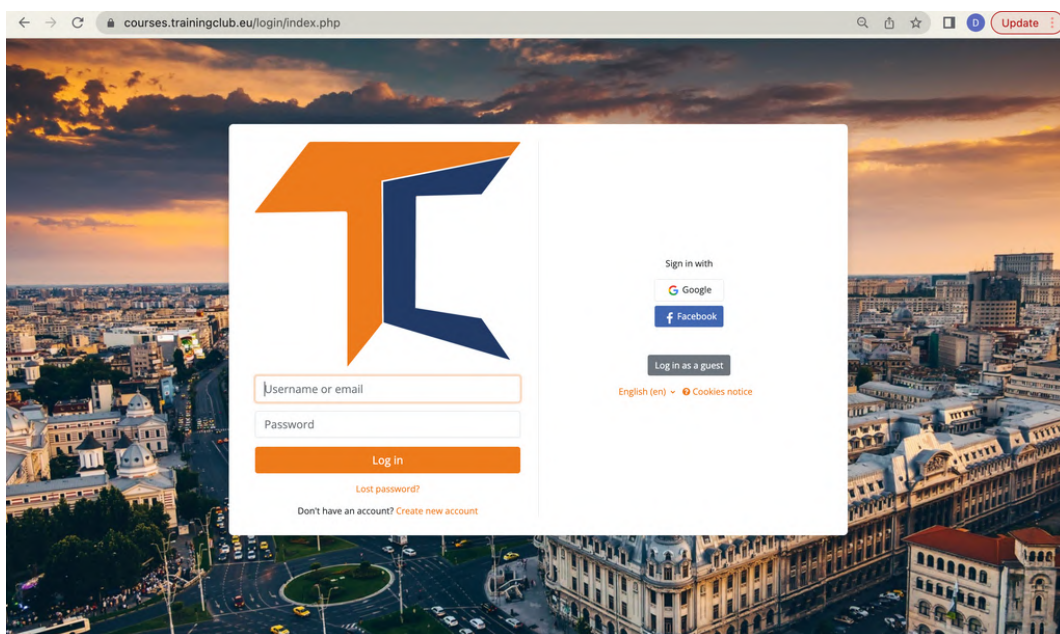 courses.trainingclub.eu/login/index.php
D
Update
TC
Username or email
Password
Log in
Lost password?
Don't have an account? Create new account
Sign in with
G Google
f Facebook
Log in as a guest
English (en)
Cookies notice